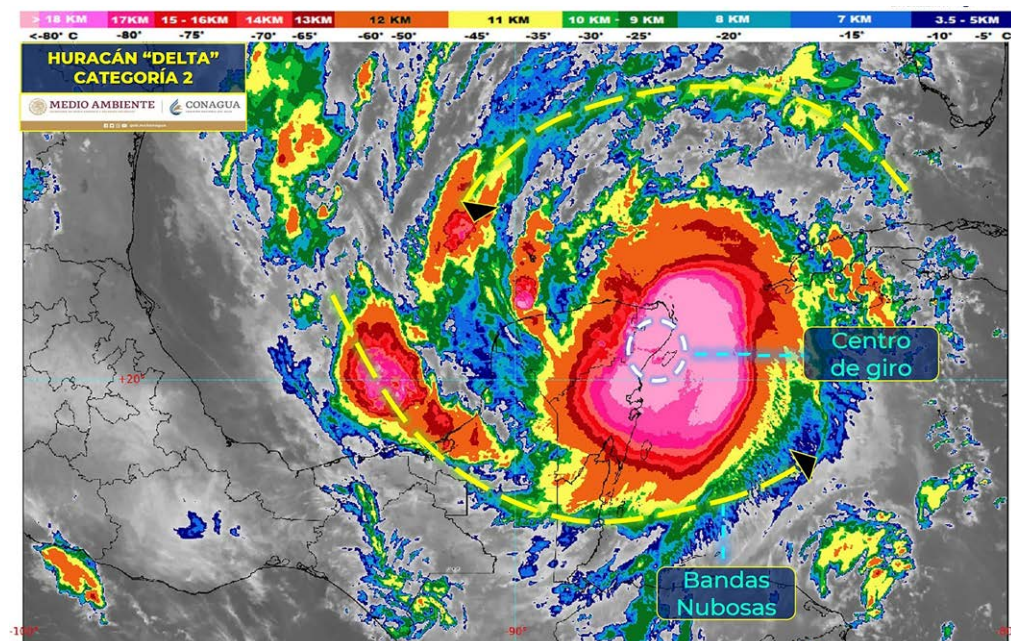 > 18 KM 17KM 15 - 16KM 14KM 13KM 12 KM 11 KM 10 KM - 9 KM 8 KM 7 KM 3.5 - 5KM
<-80° C -80° -75° -70° -65° -60° -50° -45° -35° -30° -25° -20° -15° -10° -5° C
HURACÁN “DELTA”
CATEGORÍA 2
MEDIO AMBIENTE CONAGUA
Centro
de giro
+20°
Bandas
Nubosas
-100° -90° -80